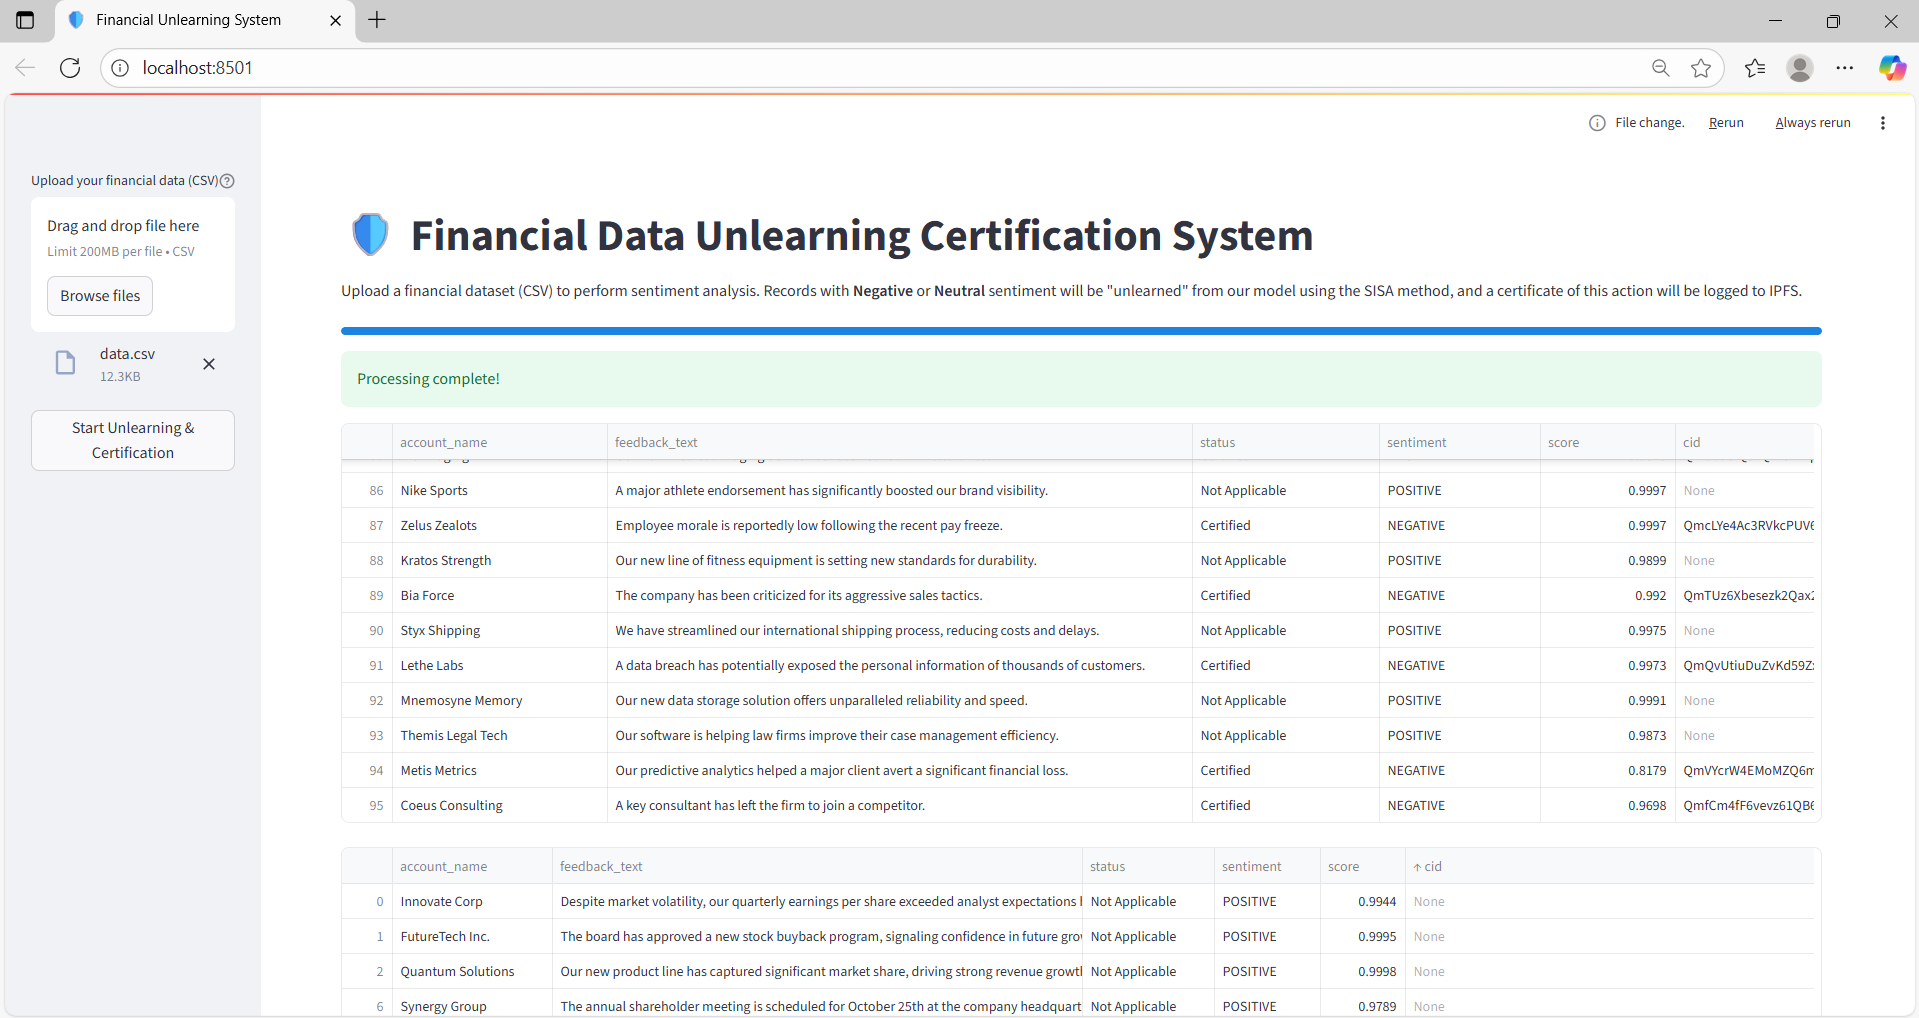 Financial Unlearning System
localhost:8501
File change. Rerun Always rerun
Upload your financial data (CSV)
Drag and drop file here
Limit 200MB per file • CSV
Browse files
data.csv
12.3KB
Start Unlearning &
Certification
Financial Data Unlearning Certification System
Upload a financial dataset (CSV) to perform sentiment analysis. Records with Negative or Neutral sentiment will be "unlearned" from our model using the SISA method, and a certificate of this action will be logged to IPFS.
Processing complete!
account_name feedback_text status sentiment score cid
86 Nike Sports A major athlete endorsement has significantly boosted our brand visibility. Not Applicable POSITIVE 0.9997 None
87 Zelus Zealots Employee morale is reportedly low following the recent pay freeze. Certified NEGATIVE 0.9997 QmcLYe4Ac3RVkcPUV6
88 Kratos Strength Our new line of fitness equipment is setting new standards for durability. Not Applicable POSITIVE 0.9899 None
89 Bia Force The company has been criticized for its aggressive sales tactics. Certified NEGATIVE 0.992 QmTUz6Xbesezk2Qax2
90 Styx Shipping We have streamlined our international shipping process, reducing costs and delays. Not Applicable POSITIVE 0.9975 None
91 Lethe Labs A data breach has potentially exposed the personal information of thousands of customers. Certified NEGATIVE 0.9973 QmQvUtiuDuZvKd59Z
92 Mnemosyne Memory Our new data storage solution offers unparalleled reliability and speed. Not Applicable POSITIVE 0.9991 None
93 Themis Legal Tech Our software is helping law firms improve their case management efficiency. Not Applicable POSITIVE 0.9873 None
94 Metis Metrics Our predictive analytics helped a major client avert a significant financial loss. Certified NEGATIVE 0.8179 QmVYcrW4EMoMZQ6m
95 Coeus Consulting A key consultant has left the firm to join a competitor. Certified NEGATIVE 0.9698 QmfCm4fF6vevz61QB6
account_name feedback_text status sentiment score ↑ cid
0 Innovate Corp Despite market volatility, our quarterly earnings per share exceeded analyst expectations Not Applicable POSITIVE 0.9944 None
1 FutureTech Inc. The board has approved a new stock buyback program, signaling confidence in future grow Not Applicable POSITIVE 0.9995 None
2 Quantum Solutions Our new product line has captured significant market share, driving strong revenue growt Not Applicable POSITIVE 0.9998 None
6 Synergy Group The annual shareholder meeting is scheduled for October 25th at the company headquart Not Applicable POSITIVE 0.9789 None